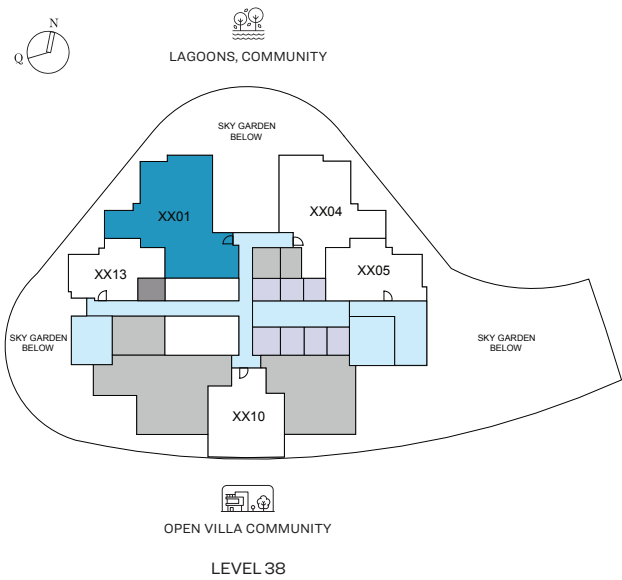 N
Q
LAGOONS, COMMUNITY
SKY GARDEN
BELOW
XX01
XX04
XX13
XX05
SKY GARDEN
BELOW
SKY GARDEN
BELOW
XX10
OPEN VILLA COMMUNITY
LEVEL 38